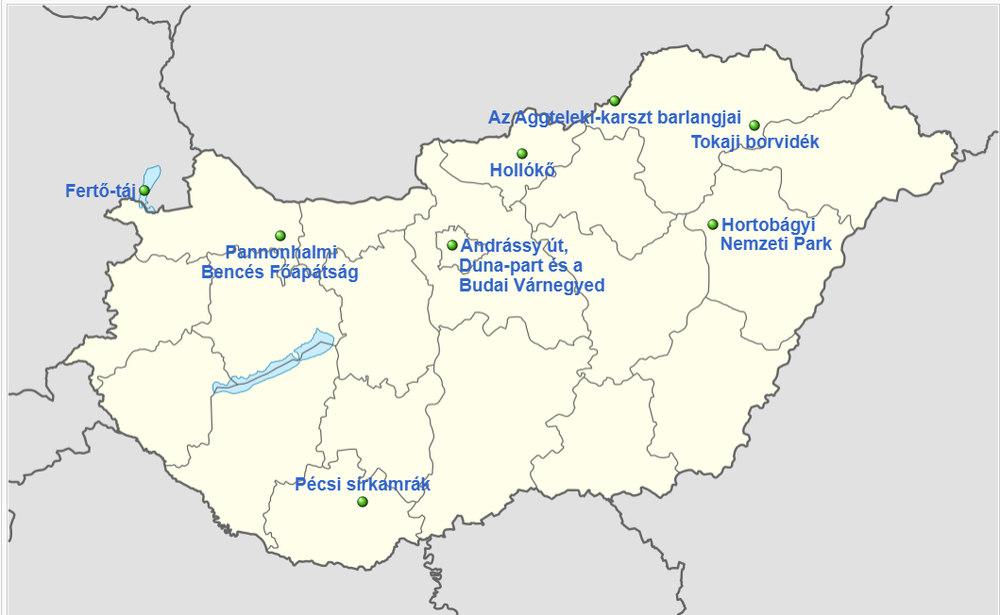 Az Aggteleki-karszt barlangjai
Tokaji borvidék
Hollókő
Fertő-táj
Hortobágyi
Nemzeti Park
Pannonhalmi
Bencés Főapátság
Andrássy út,
Duna-part és a
Budai Várnegyed
Pécsi sírkamrák